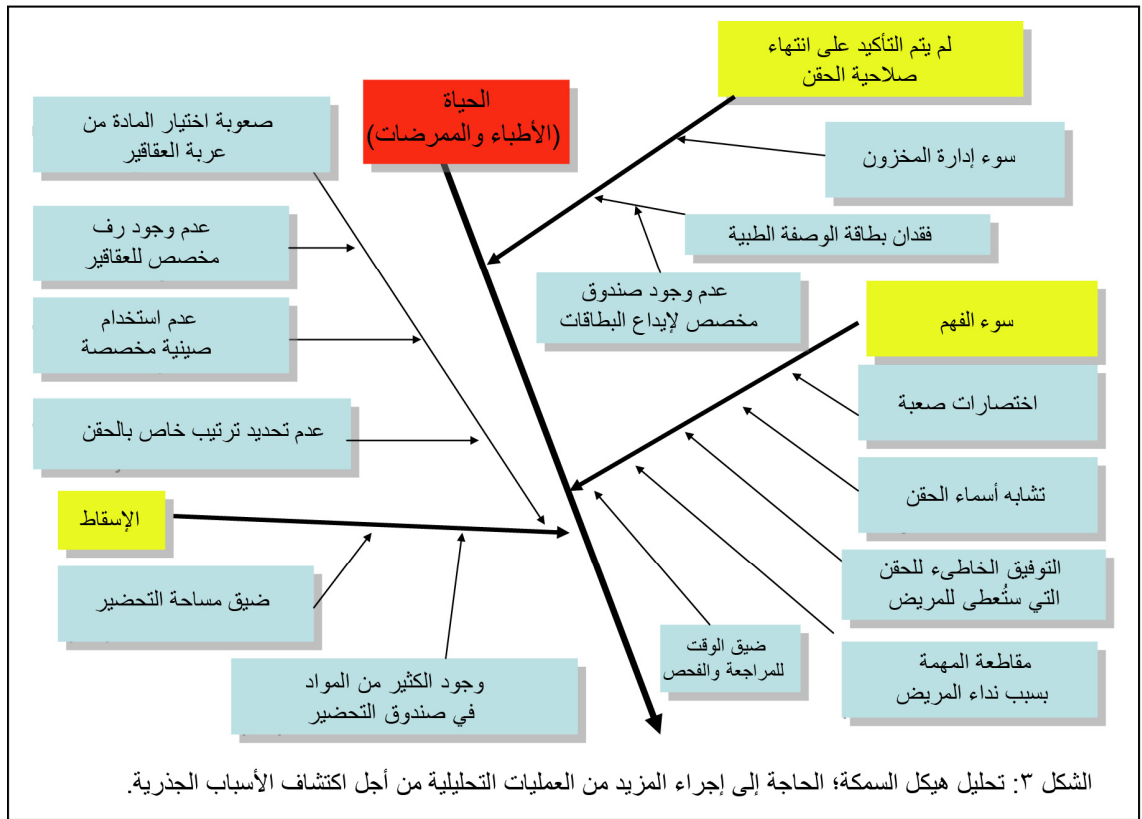 لم يتم التأكيد على انتهاء
صلاحية الحقن
الحياة
(الأطباء والممرضات)
صعوبة اختيار المادة من
عربة العقاقير
سوء إدارة المخزون
فقدان بطاقة الوصفة الطبية
عدم وجود رف
مخصص للعقاقير
عدم وجود صندوق
مخصص لإيداع البطاقات
سوء الفهم
عدم استخدام
صينية مخصصة
اختصارات صعبة
عدم تحديد ترتيب خاص بالحقن
تشابه أسماء الحقن
الإسقاط
التوفيق الخاطىء للحقن
التي ستُعطى للمريض
ضيق مساحة التحضير
ضيق الوقت
للمراجعة والفحص
مقاطعة المهمة
بسبب نداء المريض
وجود الكثير من المواد
في صندوق التحضير
الشكل ٣: تحليل هيكل السمكة؛ الحاجة إلى إجراء المزيد من العمليات التحليلية من أجل اكتشاف الأسباب الجذرية.